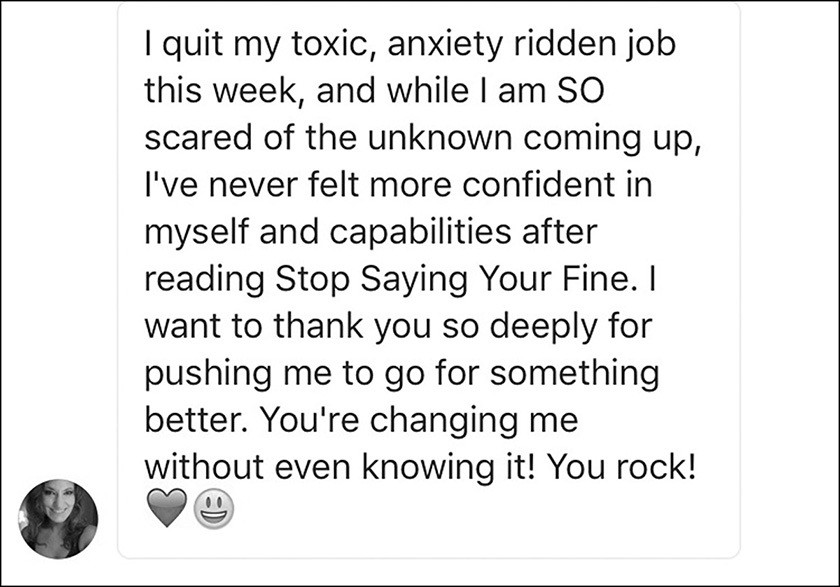 I quit my toxic, anxiety ridden job
this week, and while I am SO
scared of the unknown coming up,
I've never felt more confident in
myself and capabilities after
reading Stop Saying Your Fine. I
want to thank you so deeply for
pushing me to go for something
better. You're changing me
without even knowing it! You rock!
🖤😃